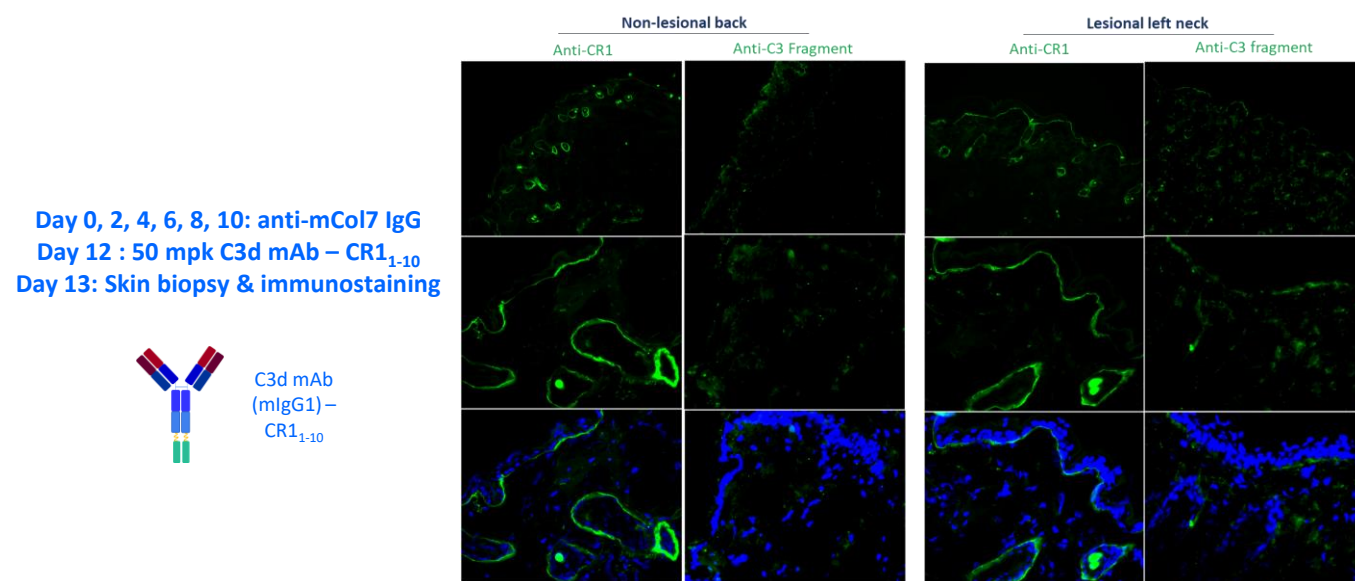 Non-lesional back
Lesional left neck
Anti-CR1
Anti-C3 Fragment
Anti-CR1
Anti-C3 fragment
Day 0, 2, 4, 6, 8, 10: anti-mCol7 IgG
Day 12 : 50 mpk C3d mAb – CR1₁₋₁₀
Day 13: Skin biopsy & immunostaining
C3d mAb
(mIgG1) –
CR1₁₋₁₀